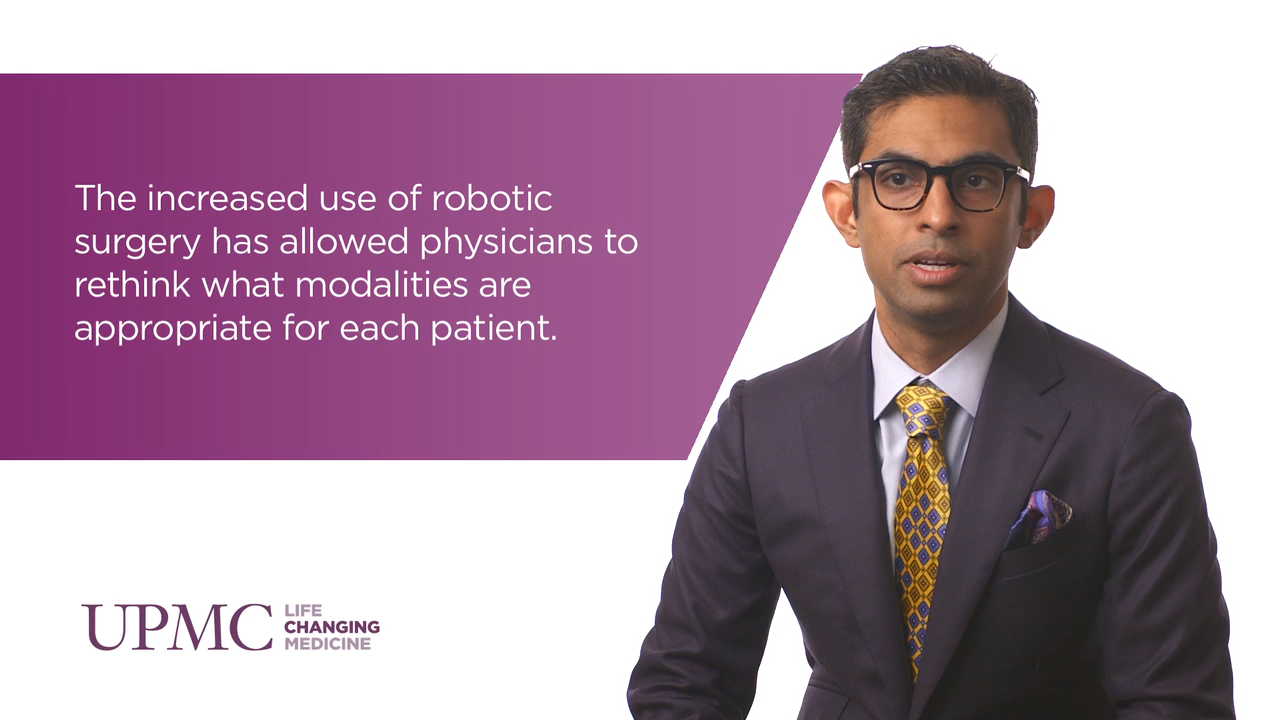 The increased use of robotic
surgery has allowed physicians to
rethink what modalities are
appropriate for each patient.
UPMC LIFE
CHANGING
MEDICINE